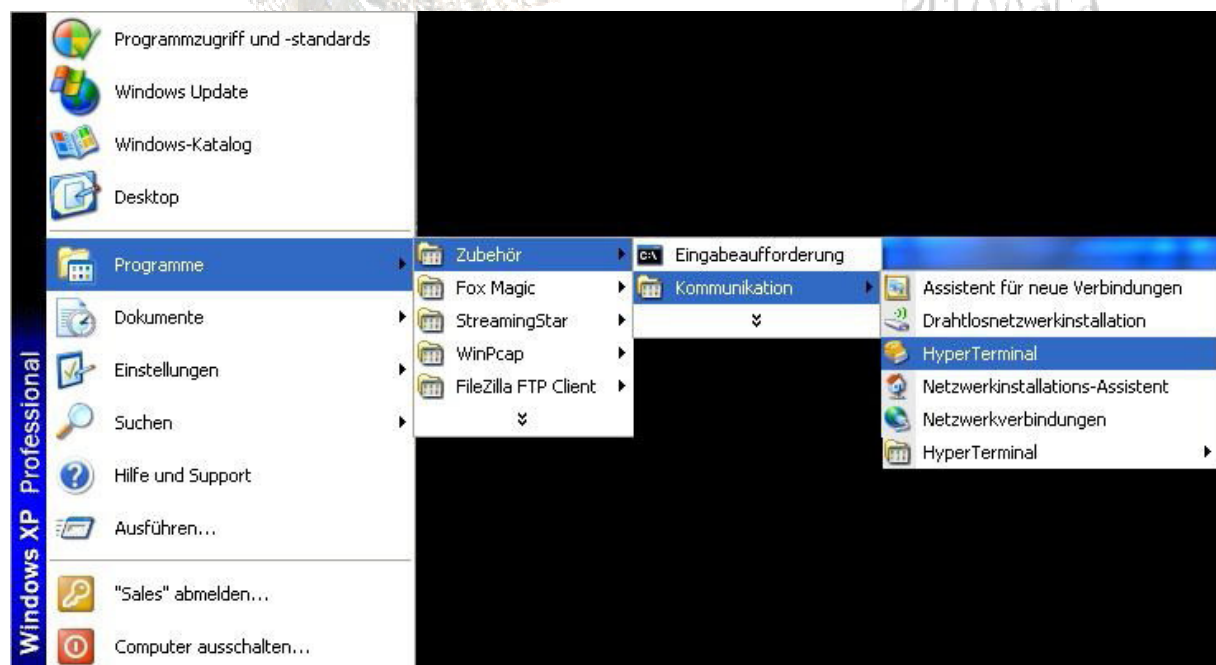 Programmzugriff und -standards
Windows Update
Windows-Katalog
Desktop
Programme
Dokumente
Einstellungen
Suchen
Hilfe und Support
Ausführen...
"Sales" abmelden...
Computer ausschalten...
Windows XP Professional
Zubehör
Fox Magic
StreamingStar
WinPcap
FileZilla FTP Client
C:\
Eingabeaufforderung
Kommunikation
Assistent für neue Verbindungen
Drahtlosnetzwerkinstallation
HyperTerminal
Netzwerkinstallations-Assistent
Netzwerkverbindungen
HyperTerminal